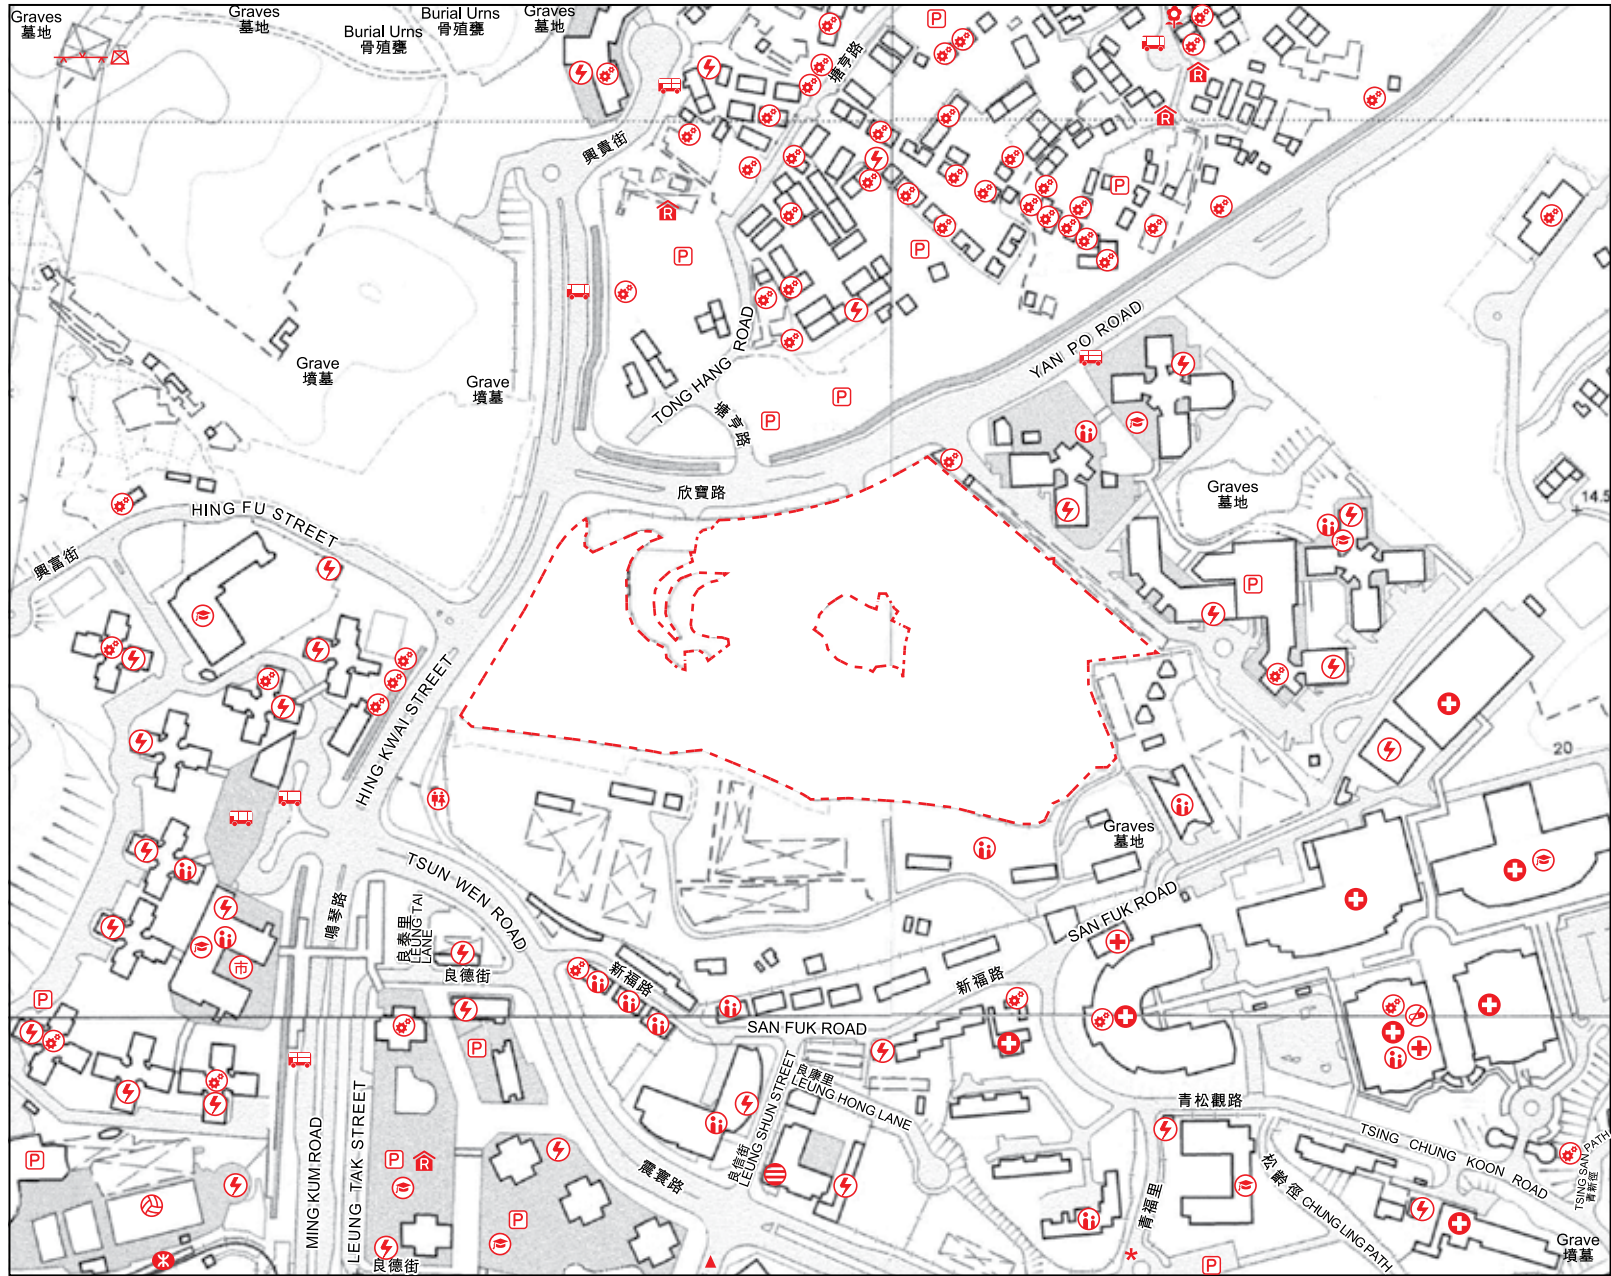 Graves
墓地
Graves
墓地
Burial Urns
骨殖甕
Burial Urns
骨殖甕
Graves
墓地
P
塘亨路
R
R
興貴街
R
P
P
P
TONG HANG ROAD
塘亨路
P
P
YAN PO ROAD
Grave
墳墓
Grave
墳墓
欣寶路
Graves
墓地
14.5
HING FU STREET
興富街
P
HING KWAI STREET
20
Graves
墓地
TSUN WEN ROAD
鳴琴路
良泰里
LEUNG TAI
LANE
良德街
市
新福路
SAN FUK ROAD
新福路
SAN FUK ROAD
P
P
良康里
LEUNG HONG LANE
LEUNG SHUN STREET
良信街
青松觀路
TSING CHUNG KOON ROAD
TSING SAN PATH
青新徑
MING KUM ROAD
LEUNG TAK STREET
P
P
R
震寰路
青福里
松齡徑 CHUNG LING PATH
P
P
良德街
Grave
墳墓